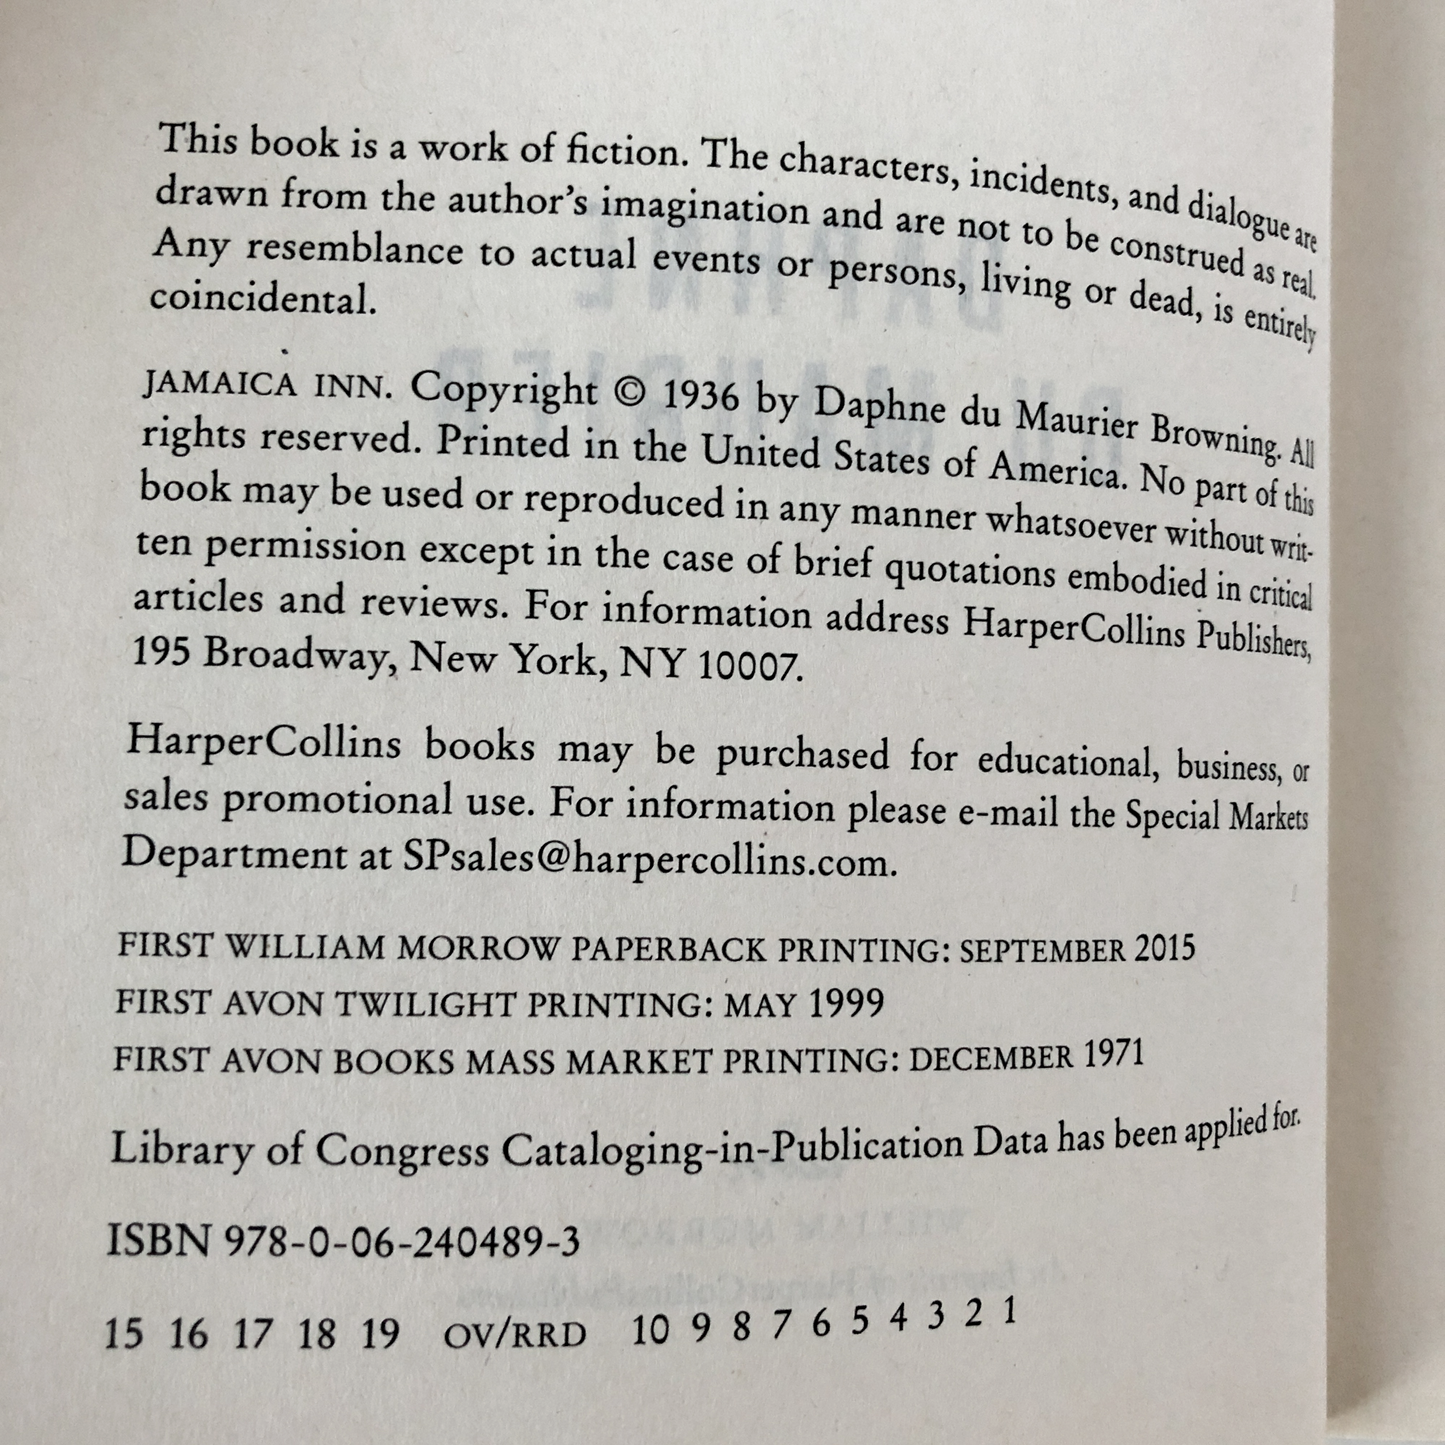 This book is a work of fiction. The characters, incidents, and dialogue are
drawn from the author's imagination and are not to be construed as real.
Any resemblance to actual events or persons, living or dead, is entirely
coincidental.
JAMAICA INN. Copyright © 1936 by Daphne du Maurier Browning. All
rights reserved. Printed in the United States of America. No part of this
book may be used or reproduced in any manner whatsoever without writ-
ten permission except in the case of brief quotations embodied in critical
articles and reviews. For information address HarperCollins Publishers,
195 Broadway, New York, NY 10007.
HarperCollins books may be purchased for educational, business, or
sales promotional use. For information please e-mail the Special Markets
Department at SPsales@harpercollins.com.
FIRST WILLIAM MORROW PAPERBACK PRINTING: SEPTEMBER 2015
FIRST AVON TWILIGHT PRINTING: MAY 1999
FIRST AVON BOOKS MASS MARKET PRINTING: DECEMBER 1971
Library of Congress Cataloging-in-Publication Data has been applied for.
ISBN 978-0-06-240489-3
15 16 17 18 19 OV/RRD 10 9 8 7 6 5 4 3 2 1